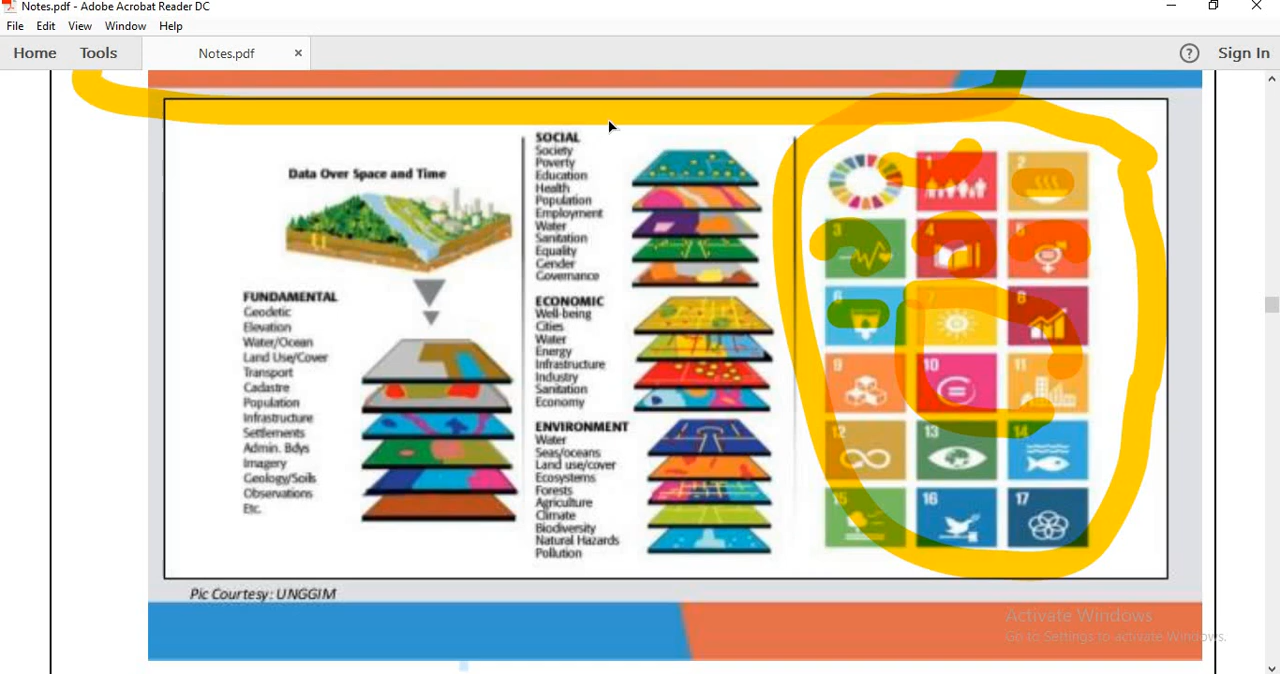 Notes.pdf - Adobe Acrobat Reader DC
File Edit View Window Help
Home Tools Notes.pdf × ? Sign In
Data Over Space and Time
FUNDAMENTAL
Geodetic
Elevation
Water/Ocean
Land Use/Cover
Transport
Cadastre
Population
Infrastructure
Settlements
Admin. Bdys
Imagery
Geology/Soils
Observations
Etc.
SOCIAL
Society
Poverty
Education
Health
Population
Employment
Water
Sanitation
Equality
Gender
Governance
ECONOMIC
Well-being
Cities
Water
Energy
Infrastructure
Industry
Sanitation
Economy
ENVIRONMENT
Water
Seas/oceans
Land use/cover
Ecosystems
Forests
Agriculture
Climate
Biodiversity
Natural Hazards
Pollution
1 2
3 4 5
6 7 8
9 10 11
12 13 14
15 16 17
Pic Courtesy: UNGGIM
Activate Windows
Go to Settings to activate Windows.